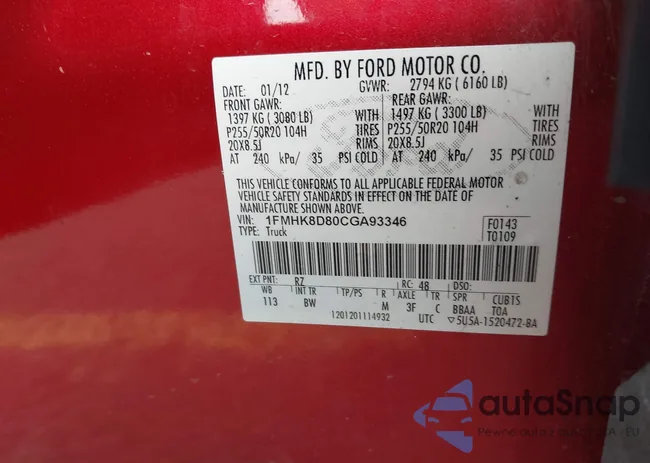 MFD. BY FORD MOTOR CO.
DATE: 01/12 GVWR: 2794 KG ( 6160 LB)
FRONT GAWR: REAR GAWR:
1397 KG ( 3080 LB) WITH 1497 KG ( 3300 LB) WITH
P255/50R20 104H TIRES P255/50R20 104H TIRES
20X8.5J RIMS 20X8.5J RIMS
AT 240 kPa/ 35 PSI COLD AT 240 kPa/ 35 PSI COLD
THIS VEHICLE CONFORMS TO ALL APPLICABLE FEDERAL MOTOR
VEHICLE SAFETY STANDARDS IN EFFECT ON THE DATE OF
MANUFACTURE SHOWN ABOVE.
VIN: 1FMHK8D80CGA93346 F0143
TYPE: Truck T0109
EXT PNT: RZ RC: 48 DSO:
WB INT TR TP/PS R AXLE TR SPR CUBTS
113 BW M 3F C BBAA TOA
1201201114932 UTC ▽5U5A-1520472-BA
autoSnap